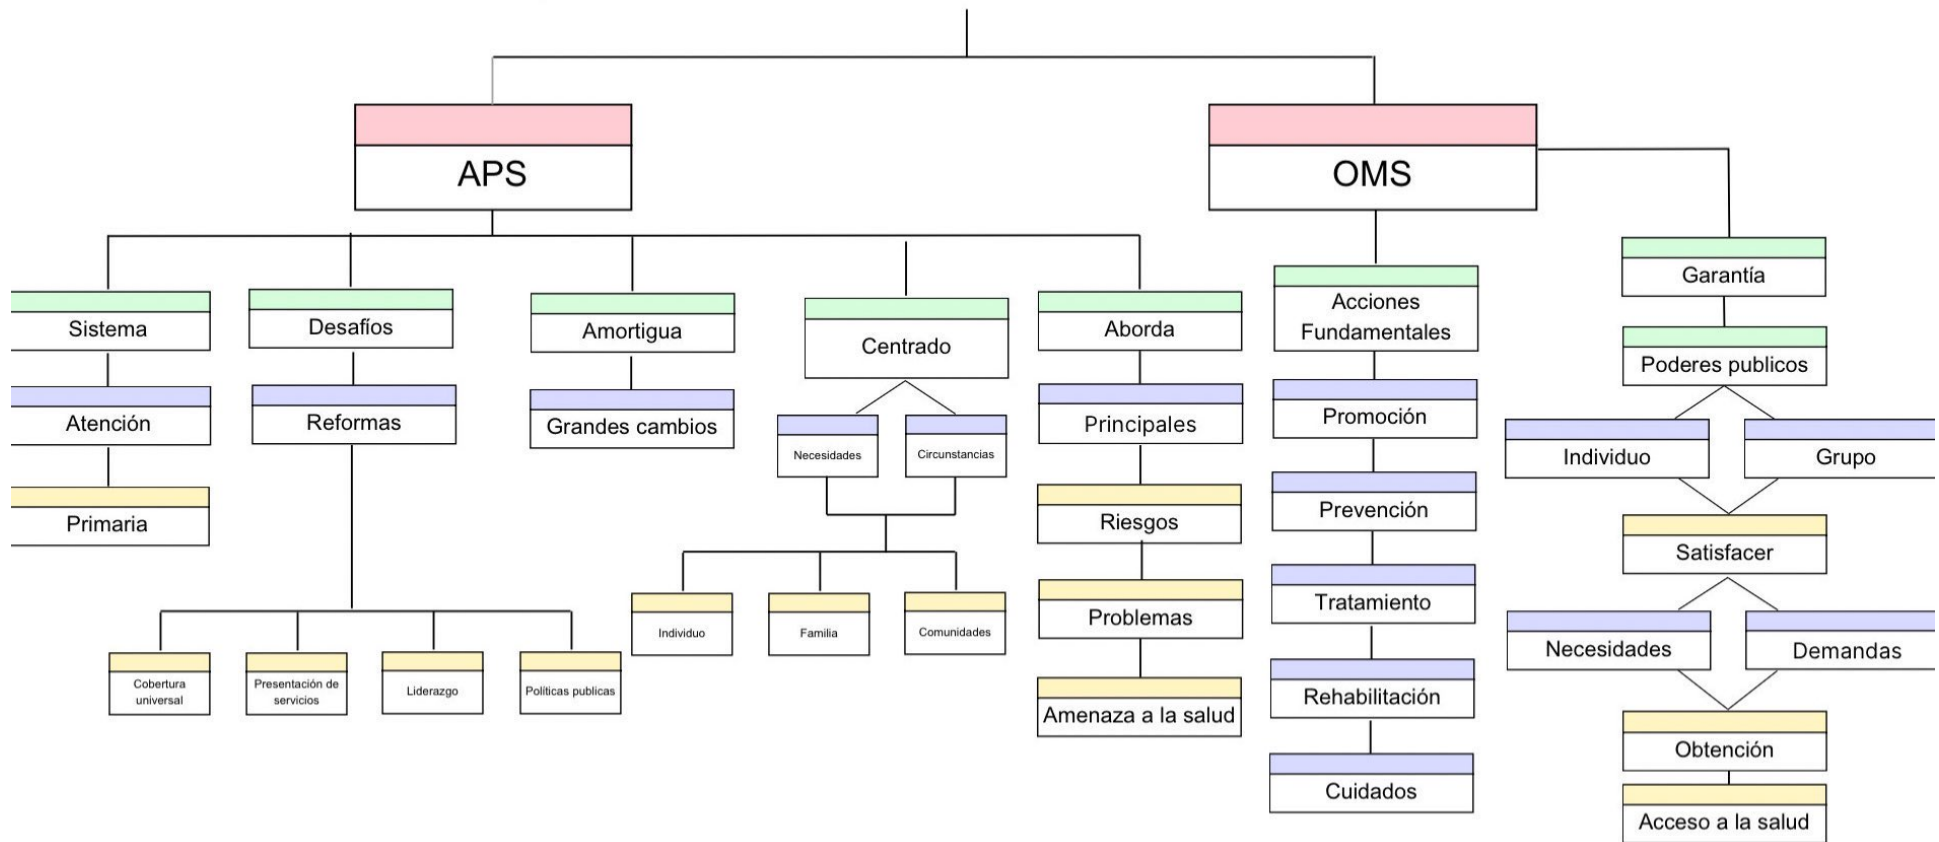 APS
OMS
Sistema
Atención
Primaria
Desafíos
Reformas
Cobertura
universal
Presentación de
servicios
Liderazgo
Políticas publicas
Amortigua
Grandes cambios
Centrado
Necesidades
Circunstancias
Individuo
Familia
Comunidades
Aborda
Principales
Riesgos
Problemas
Amenaza a la salud
Acciones
Fundamentales
Promoción
Prevención
Tratamiento
Rehabilitación
Cuidados
Garantía
Poderes publicos
Individuo
Grupo
Satisfacer
Necesidades
Demandas
Obtención
Acceso a la salud